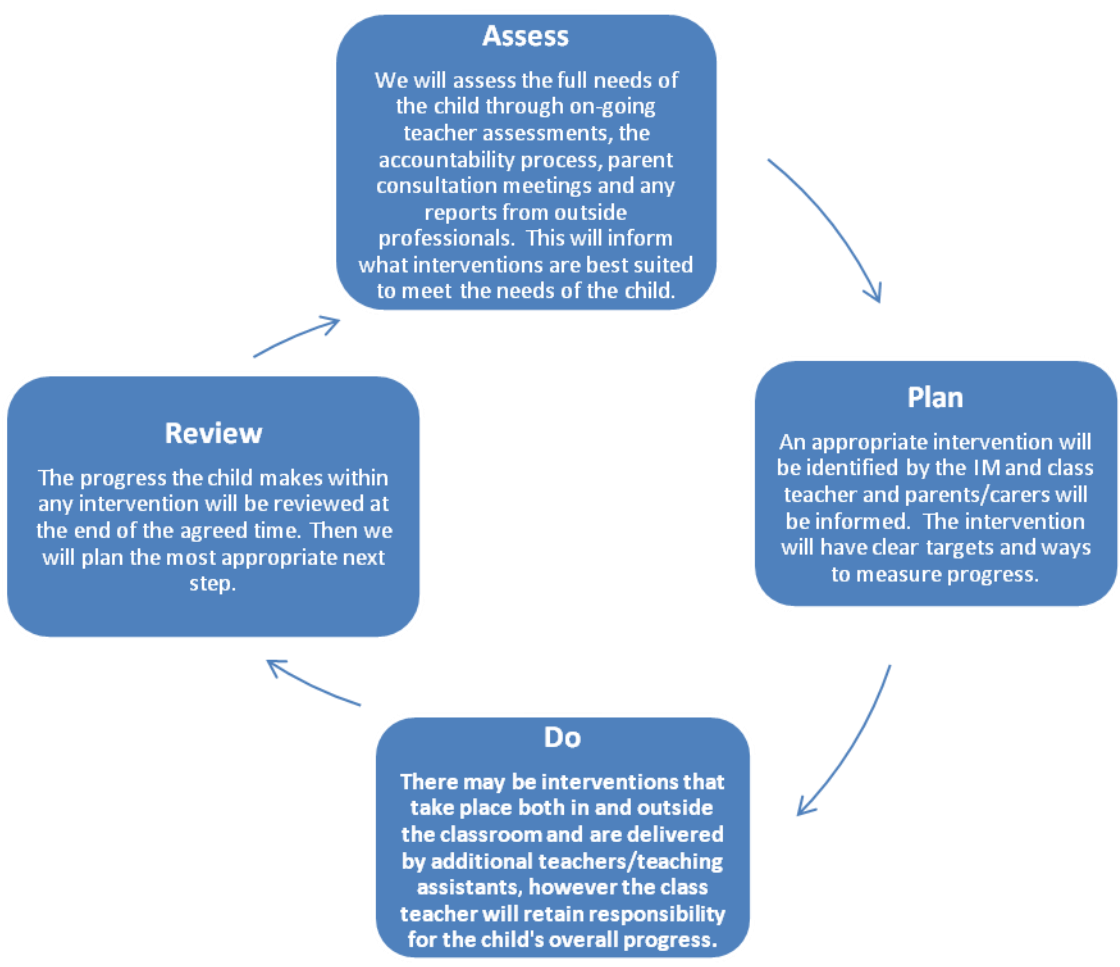 Assess
We will assess the full needs of
the child through on-going
teacher assessments, the
accountability process, parent
consultation meetings and any
reports from outside
professionals.  This will inform
what interventions are best suited
to meet the needs of the child.
Plan
An appropriate intervention will
be identified by the IM and class
teacher and parents/carers will
be informed.  The intervention
will have clear targets and ways
to measure progress.
Do
There may be interventions that
take place both in and outside
the classroom and are delivered
by additional teachers/teaching
assistants, however the class
teacher will retain responsibility
for the child's overall progress.
Review
The progress the child makes within
any intervention will be reviewed at
the end of the agreed time. Then we
will plan the most appropriate next
step.